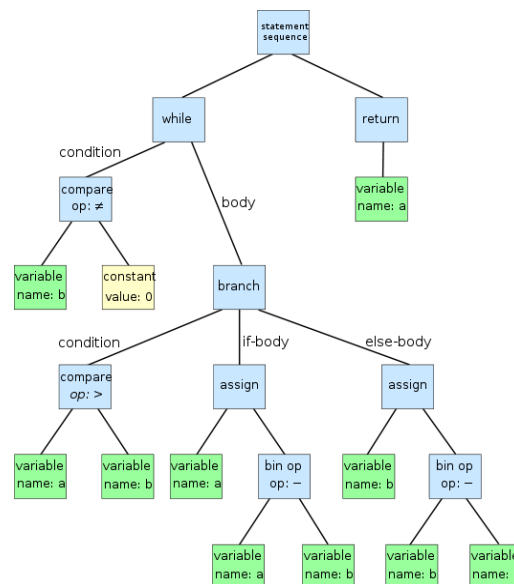 statement
sequence
while
return
condition
compare
op: ≠
body
variable
name: a
variable
name: b
constant
value: 0
branch
condition
if-body
else-body
compare
op: >
assign
assign
variable
name: a
variable
name: b
variable
name: a
bin op
op: −
variable
name: b
bin op
op: −
variable
name: a
variable
name: b
variable
name: b
variable
name: